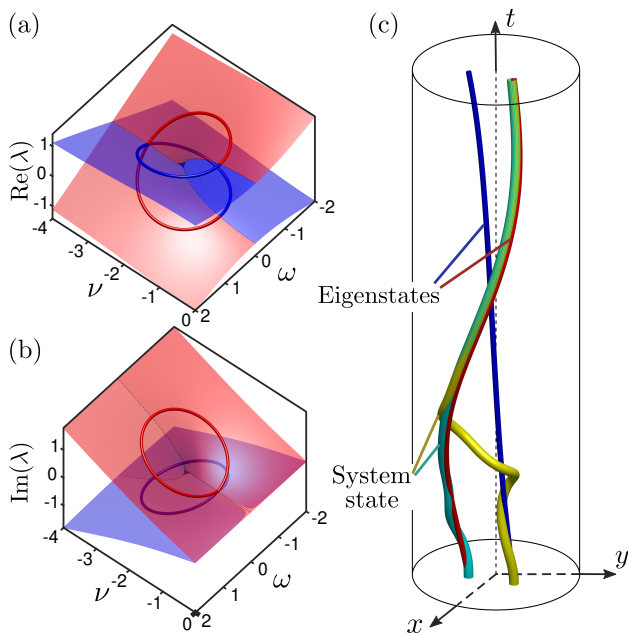 (a)
Re(λ)
1
0
-1
-4
-3
-2
-1
0
ν
2
1
0
-1
-2
ω
(b)
Im(λ)
1
0
-1
-4
-3
-2
-1
0
ν
2
1
0
-1
-2
ω
(c)
t
Eigenstates
System
state
x
y